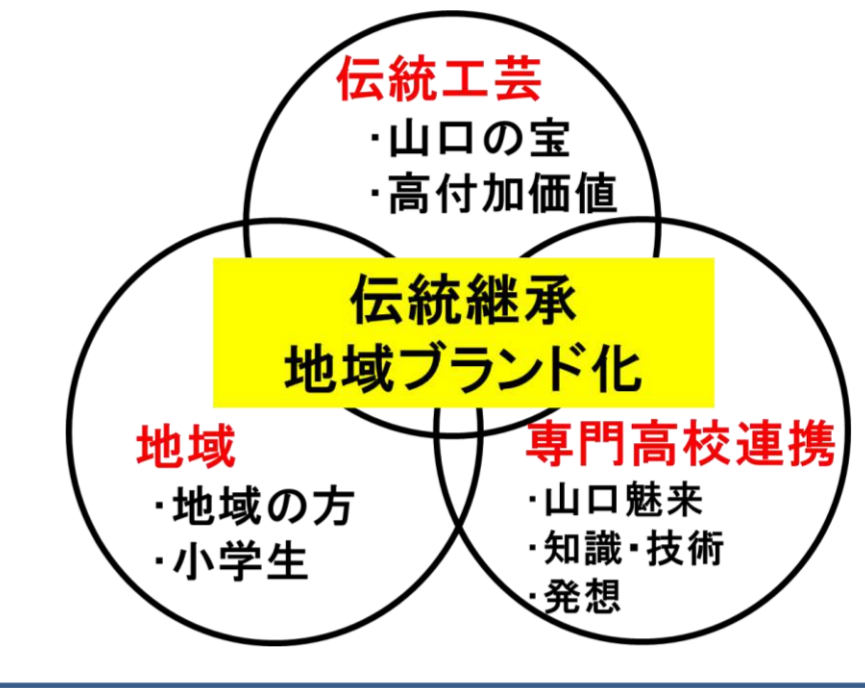 伝統工芸
・山口の宝
・高付加価値
伝統継承
地域ブランド化
地域
・地域の方
・小学生
専門高校連携
・山口魅来
・知識・技術
・発想